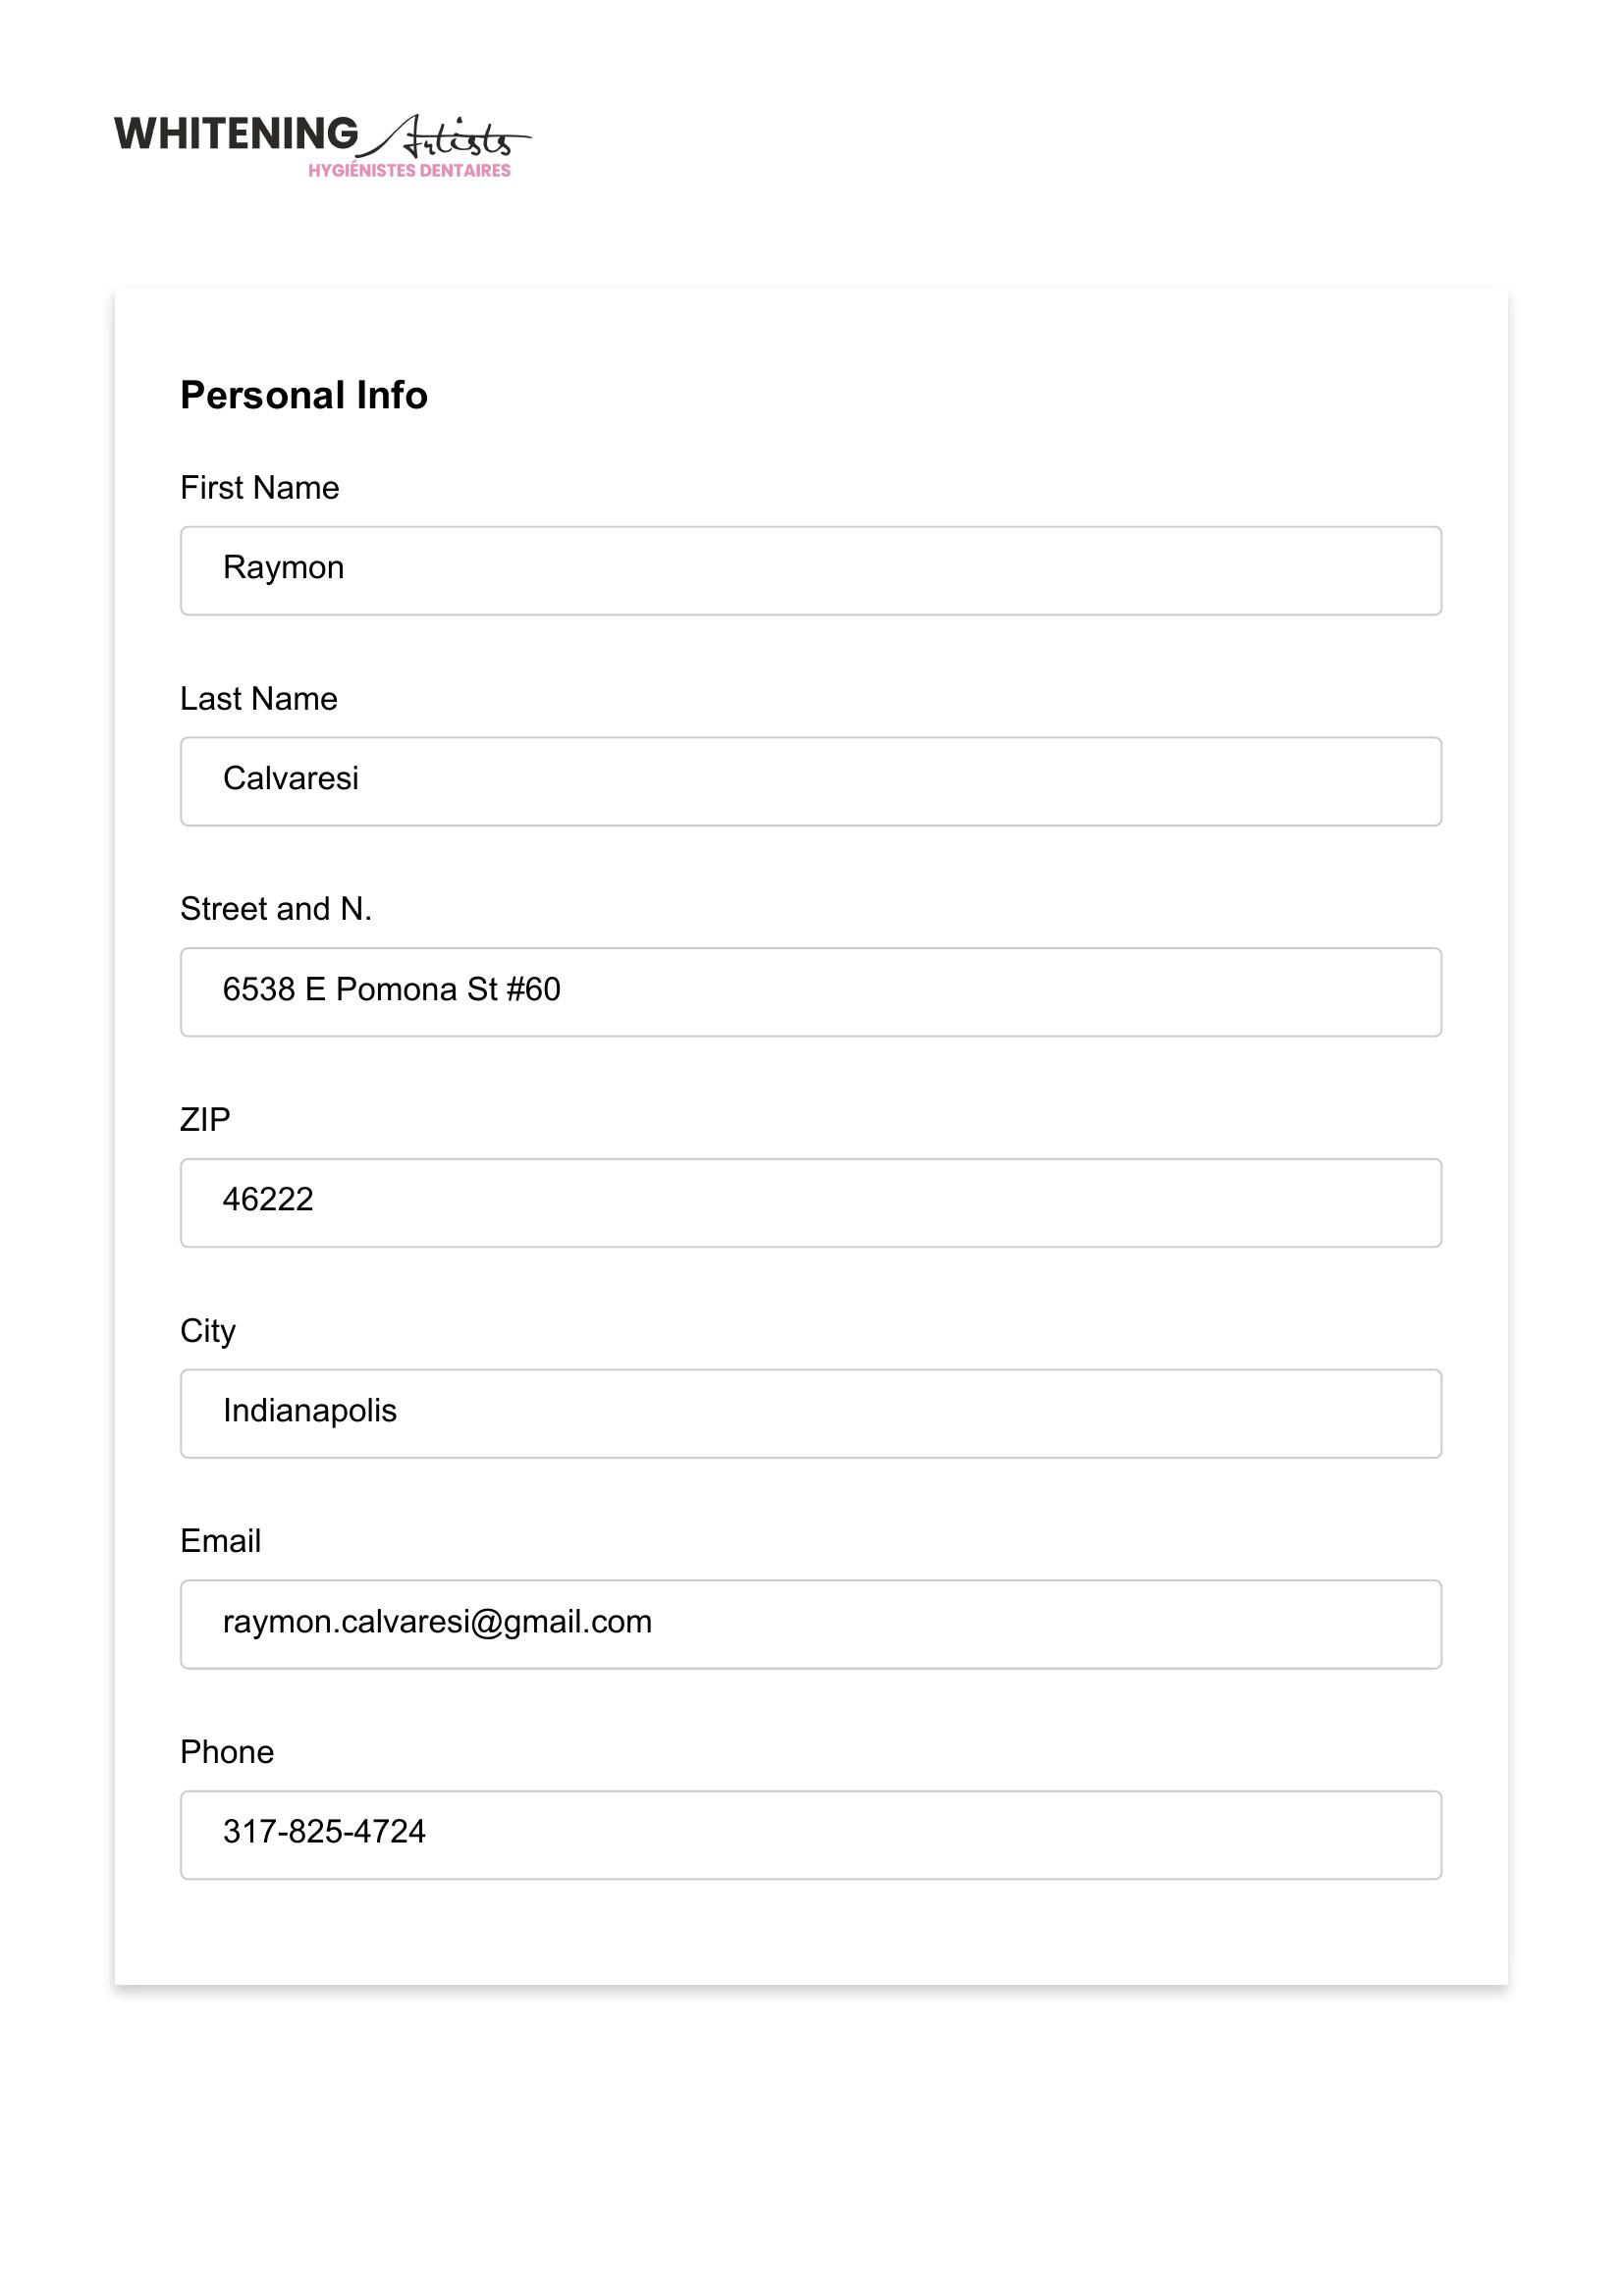 WHITENING Artists
HYGIÉNISTES DENTAIRES
Personal Info
First Name
Raymon
Last Name
Calvaresi
Street and N.
6538 E Pomona St #60
ZIP
46222
City
Indianapolis
Email
raymon.calvaresi@gmail.com
Phone
317-825-4724